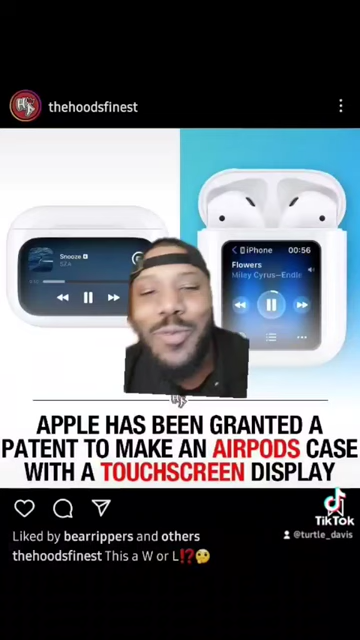 thehoodsfinest
Snooze E
SZA
iPhone 00:56
Flowers
Miley Cyrus—Endle
APPLE HAS BEEN GRANTED A
PATENT TO MAKE AN AIRPODS CASE
WITH A TOUCHSCREEN DISPLAY
TikTok
@turtle_davis
Liked by bearrippers and others
thehoodsfinest This a W or L⁉️🤔